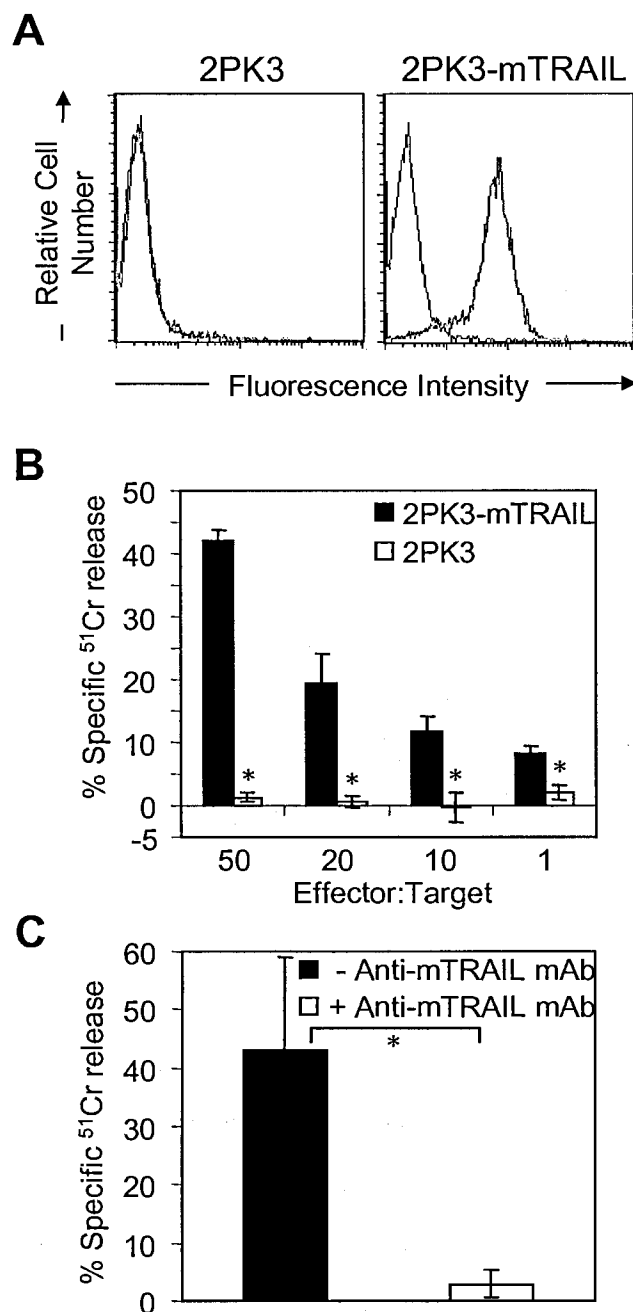 A
2PK3 2PK3-mTRAIL
Relative Cell
Number
Fluorescence Intensity
B
50
40
30
20
10
0
-5
% Specific ⁵¹Cr release
2PK3-mTRAIL
2PK3
* * * *
50 20 10 1
Effector:Target
C
60
50
40
30
20
10
0
% Specific ⁵¹Cr release
- Anti-mTRAIL mAb
+ Anti-mTRAIL mAb
*